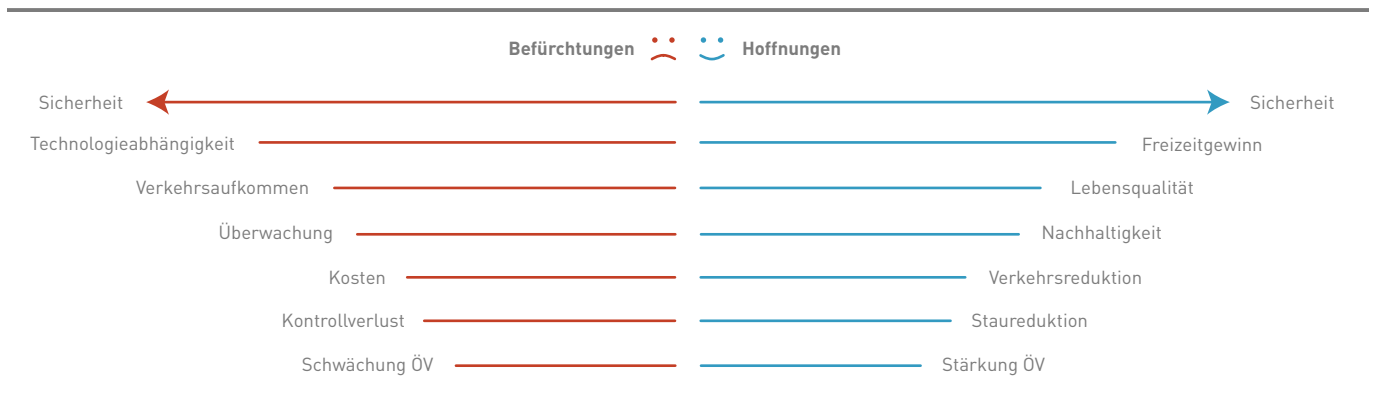 Befürchtungen Hoffnungen
Sicherheit Sicherheit
Technologieabhängigkeit Freizeitgewinn
Verkehrsaufkommen Lebensqualität
Überwachung Nachhaltigkeit
Kosten Verkehrsreduktion
Kontrollverlust Staureduktion
Schwächung ÖV Stärkung ÖV